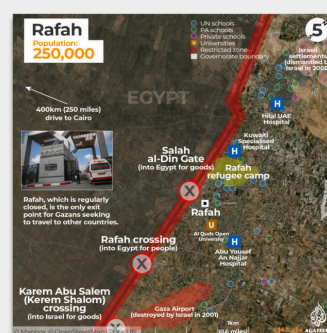 Rafah
Population:
250,000
UN schools
PA schools
Private schools
Universities
Restricted zone
Governorate boundary
5
Israeli
settlements
(dismantled by
Israel in 2005
400km (250 miles)
drive to Cairo
EGYPT
H
Hilal UAE
Hospital
Kuwaiti
Specialised
Hospital
H
Salah
al-Din Gate
(into Egypt for goods)
X
Rafah
refugee camp
Rafah, which is regularly
closed, is the only exit
point for Gazans seeking
to travel to other countries.
Rafah
U
Al Quds Open
University
H
Abu Yousef
An Najjar
Hospital
Rafah crossing
(into Egypt for people)
X
Karem Abu Salem
(Kerem Shalom)
crossing
(into Israel for goods)
X
Gaza Airport
(destroyed by Israel in 2001)
1km
(0.6 miles)
© Mapbox, © OpenStreetMap
ALJAZEERA